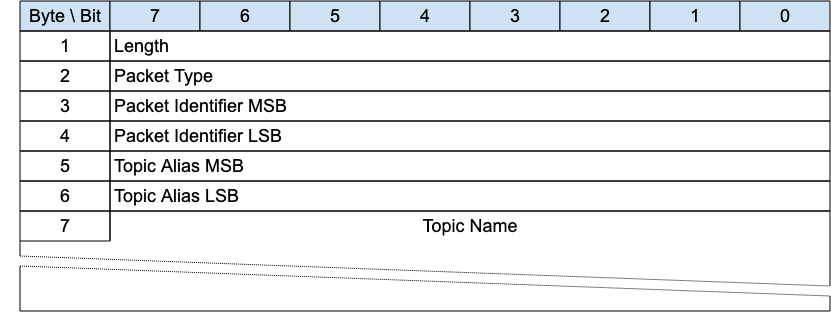 Byte \ Bit 7 6 5 4 3 2 1 0
1 Length
2 Packet Type
3 Packet Identifier MSB
4 Packet Identifier LSB
5 Topic Alias MSB
6 Topic Alias LSB
7 Topic Name